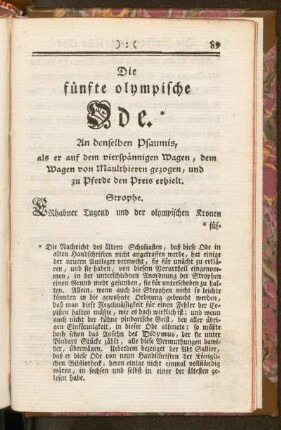 ):(
89
Die
fünfte olympische
Ode. *
An denselben Psaumis,
als er auf dem vierspännigen Wagen, dem
Wagen von Maulthieren gezogen, und
zu Pferde den Preis erhielt.
Strophe.
Erhabner Tugend und der olympischen Kronen
* süs-
* Die Nachricht des ältern Scholiasten, daß diese Ode in
alten Handschriften nicht angetroffen werde, hat einige
der neuern Ausleger vermocht, sie für unächt zu erklä-
ren, und sie haben, von diesem Vorurtheil eingenom-
men, in der unterschiednen Anordnung der Strophen
einen Grund mehr gefunden, sie für unterschoben zu hal-
ten. Allein, wenn auch die Strophen nicht so leicht
könnten in die gewohnte Ordnung gebracht werden,
daß man diese Regelmäßigkeit für einen Fehler der Co-
pisten halten müßte, wie es doch wirklich ist: und wenn
auch nicht der kühne pindarische Geist, bey aller übri-
gen Einförmigkeit, in dieser Ode athmete: so müßte
doch schon das Ansehn des Didymus, der sie unter
Pindars Stücke zählt, alle diese Vermuthungen dawi-
der, überwägen. Ueberdem bezeuget der Abt Sallier,
daß er diese Ode von neun Handschriften der Königli-
chen Bibliotheck, deren einige nicht einmal vollständig
wären, in sechsen und selbst in einer der ältesten ge-
lesen habe.